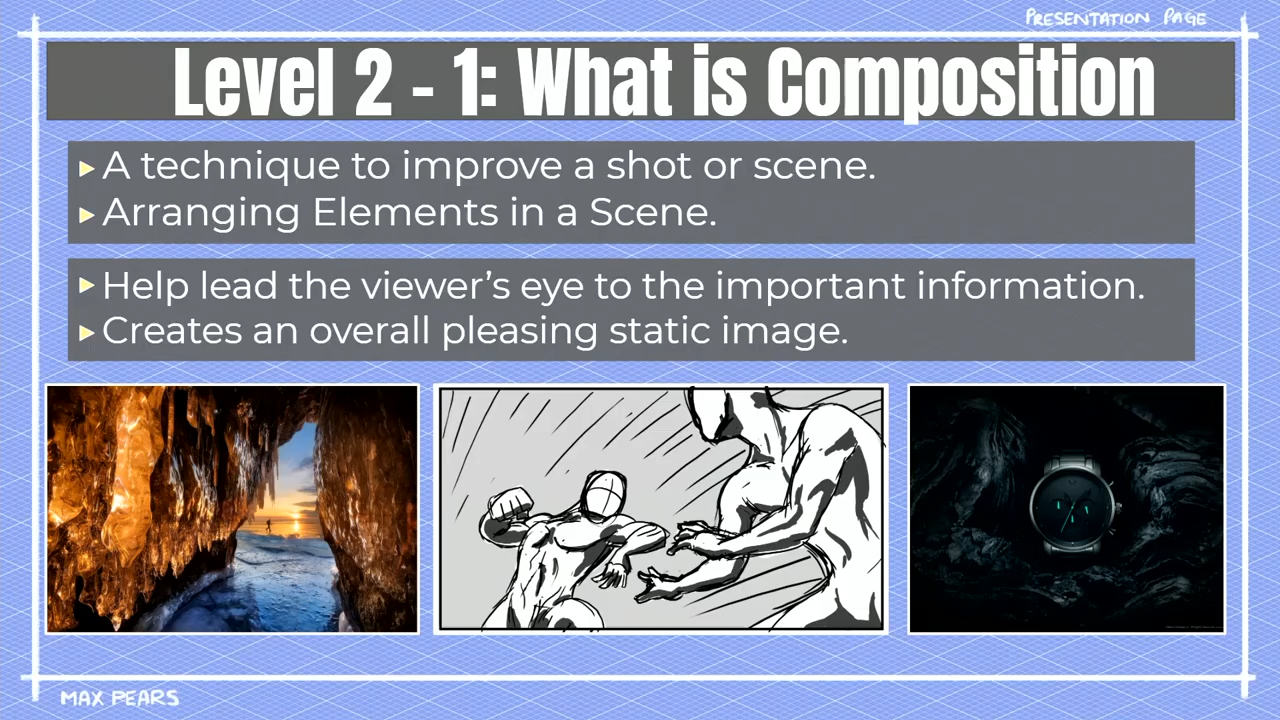 PRESENTATION PAGE
Level 2 - 1: What is Composition
A technique to improve a shot or scene.
Arranging Elements in a Scene.
Help lead the viewer’s eye to the important information.
Creates an overall pleasing static image.
MAX PEARS